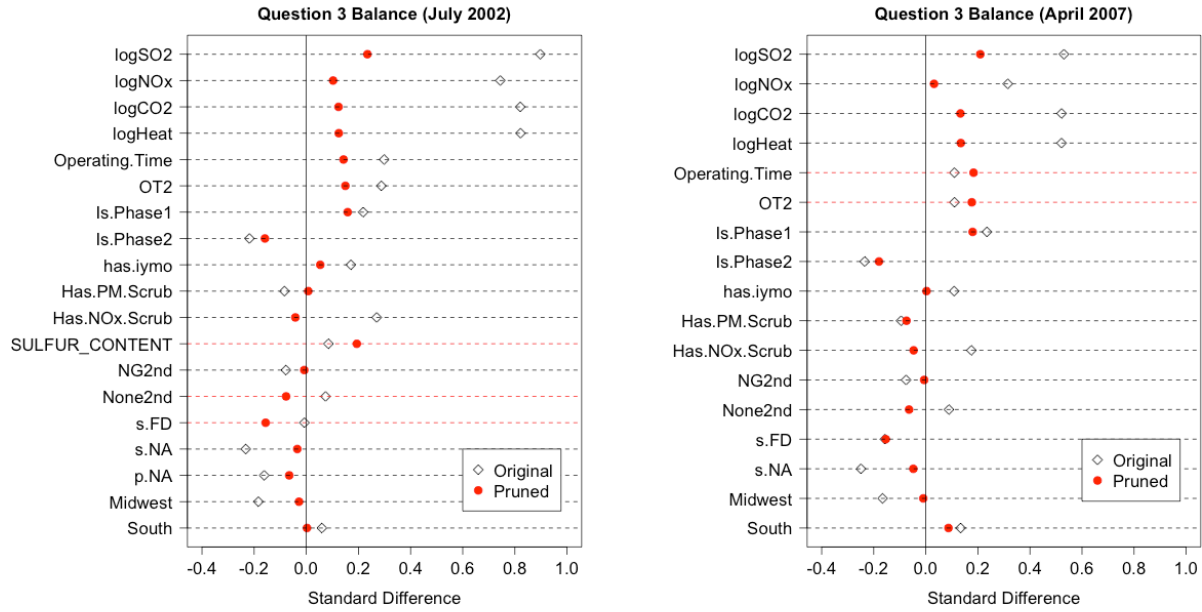 Question 3 Balance (July 2002)
logSO2
logNOx
logCO2
logHeat
Operating.Time
OT2
Is.Phase1
Is.Phase2
has.iymo
Has.PM.Scrub
Has.NOx.Scrub
SULFUR_CONTENT
NG2nd
None2nd
s.FD
s.NA
p.NA
Midwest
South
Original
Pruned
-0.4 -0.2 0.0 0.2 0.4 0.6 0.8 1.0
Standard Difference
Question 3 Balance (April 2007)
logSO2
logNOx
logCO2
logHeat
Operating.Time
OT2
Is.Phase1
Is.Phase2
has.iymo
Has.PM.Scrub
Has.NOx.Scrub
NG2nd
None2nd
s.FD
s.NA
Midwest
South
Original
Pruned
-0.4 -0.2 0.0 0.2 0.4 0.6 0.8 1.0
Standard Difference